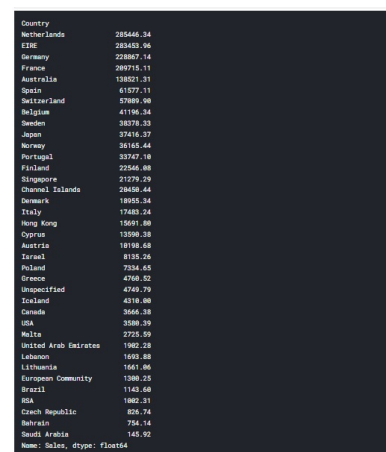 Country
Netherlands 285446.34
EIRE 283453.96
Germany 228867.14
France 209715.11
Australia 138521.31
Spain 61577.11
Switzerland 57089.90
Belgium 41196.34
Sweden 38378.33
Japan 37416.37
Norway 36165.44
Portugal 33747.10
Finland 22546.08
Singapore 21279.29
Channel Islands 20450.44
Denmark 18955.34
Italy 17483.24
Hong Kong 15691.80
Cyprus 13590.38
Austria 10198.68
Israel 8135.26
Poland 7334.65
Greece 4760.52
Unspecified 4749.79
Iceland 4310.00
Canada 3666.38
USA 3580.39
Malta 2725.59
United Arab Emirates 1902.28
Lebanon 1693.88
Lithuania 1661.06
European Community 1300.25
Brazil 1143.60
RSA 1002.31
Czech Republic 826.74
Bahrain 754.14
Saudi Arabia 145.92
Name: Sales, dtype: float64